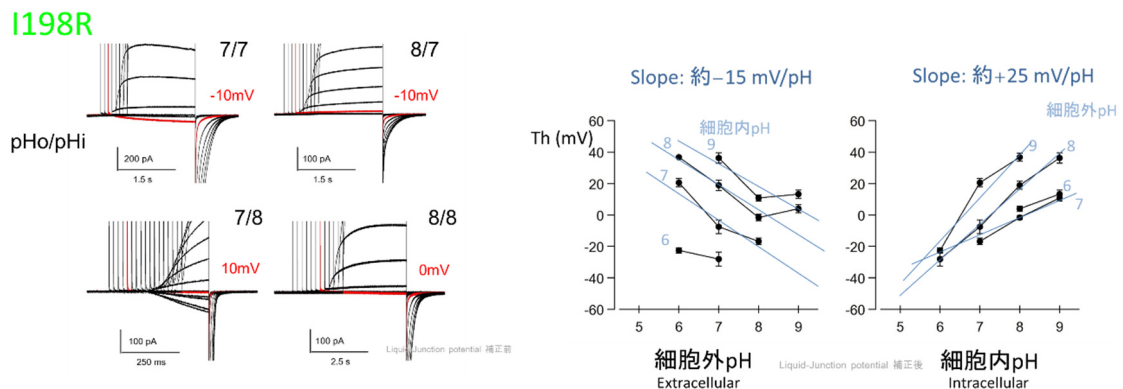 I198R
7/7
-10mV
200 pA
1.5 s
8/7
-10mV
100 pA
1.5 s
pHo/pHi
7/8
10mV
100 pA
250 ms
8/8
0mV
100 pA
2.5 s
Liquid-Junction potential 補正前
Slope: 約−15 mV/pH
Th (mV)
細胞内pH
60
40
20
0
-20
-40
-60
8
9
7
6
5
6
7
8
9
細胞外pH
Extracellular
Slope: 約+25 mV/pH
細胞外pH
60
40
20
0
-20
-40
-60
9
8
6
7
5
6
7
8
9
Liquid-Junction potential 補正後
細胞内pH
Intracellular